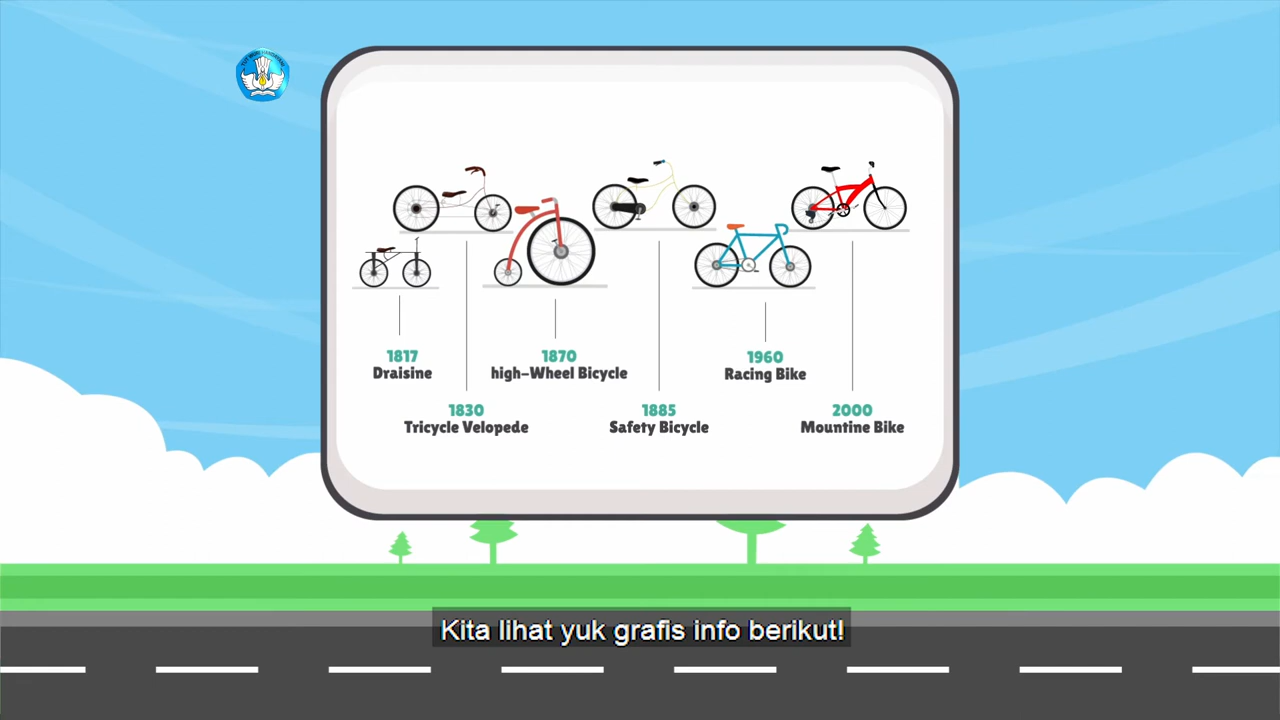 1817
Draisine
1830
Tricycle Velopede
1870
high-Wheel Bicycle
1885
Safety Bicycle
1960
Racing Bike
2000
Mountine Bike
Kita lihat yuk grafis info berikut!